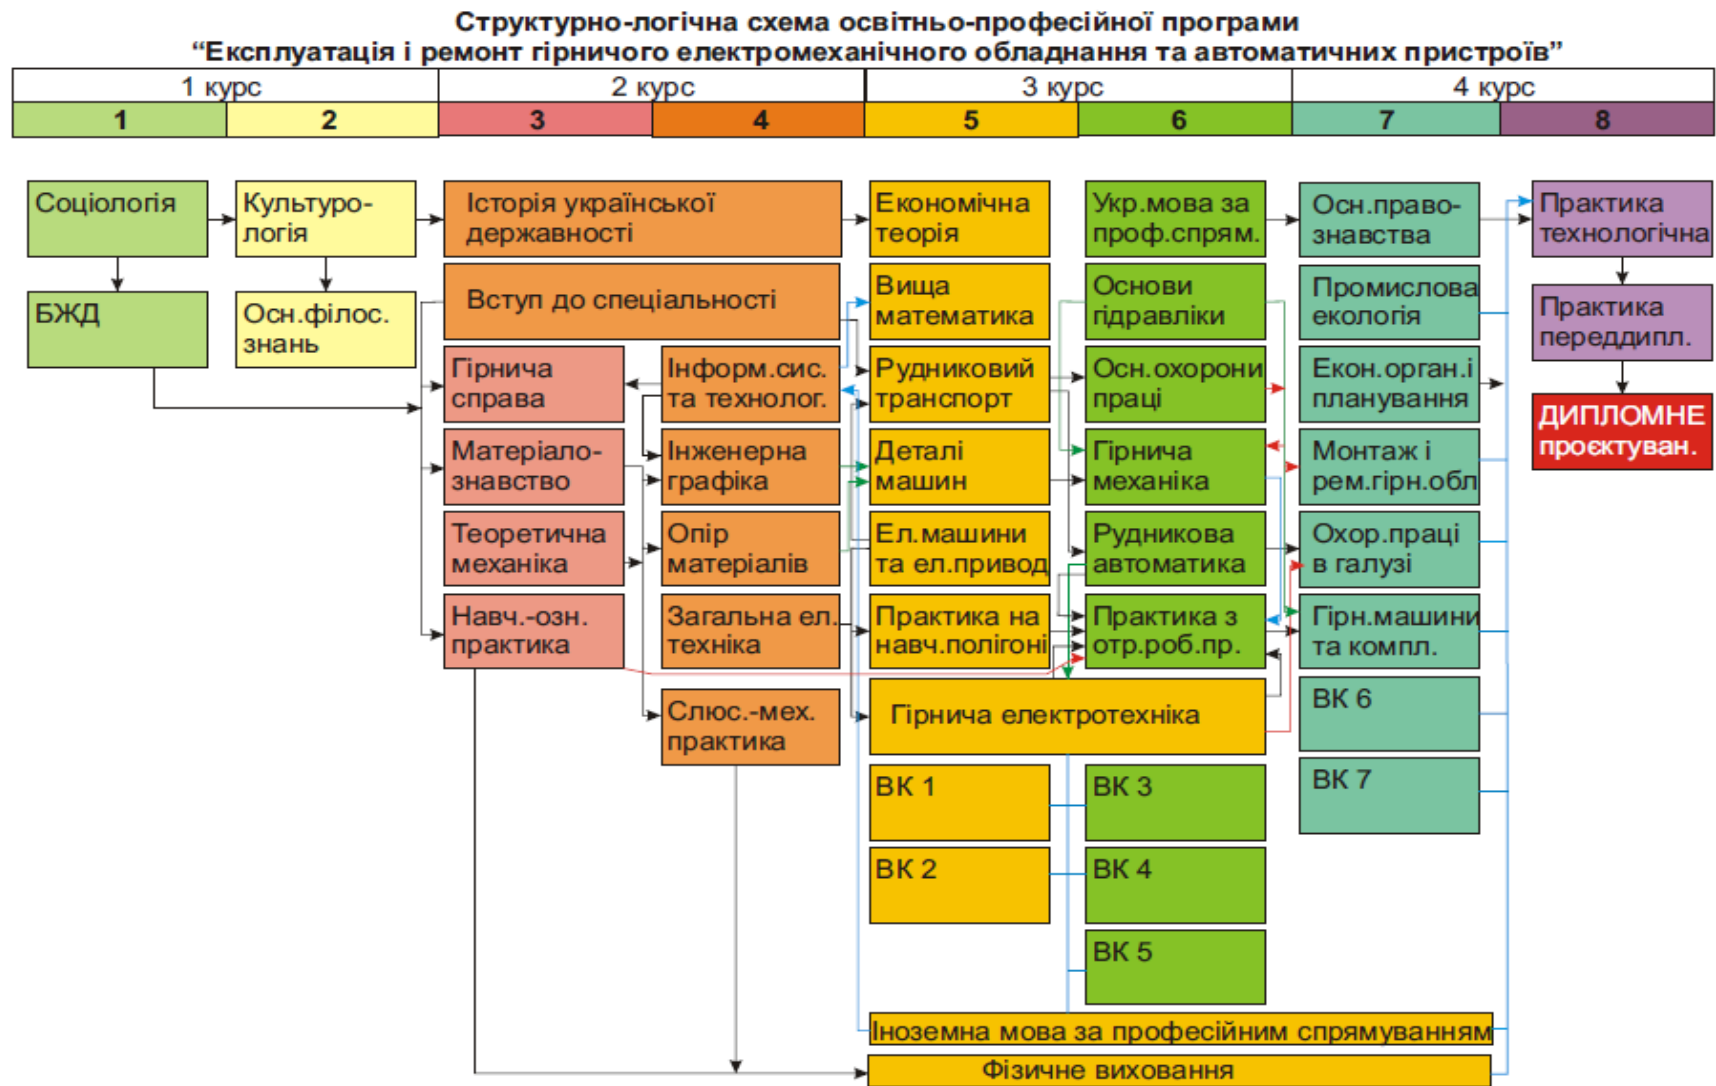 Структурно-логічна схема освітньо-професійної програми
“Експлуатація і ремонт гірничого електромеханічного обладнання та автоматичних пристроїв”
1 курс
2 курс
3 курс
4 курс
1
2
3
4
5
6
7
8
Соціологія
БЖД
Культуро-
логія
Осн.філос.
знань
Історія української
державності
Вступ до спеціальності
Гірнича
справа
Матеріало-
знавство
Теоретична
механіка
Навч.-озн.
практика
Інформ.сис.
та технолог.
Інженерна
графіка
Опір
матеріалів
Загальна ел.
техніка
Слюс.-мех.
практика
Економічна
теорія
Вища
математика
Рудниковий
транспорт
Деталі
машин
Ел.машини
та ел.привод
Практика на
навч.полігоні
Гірнича електротехніка
ВК 1
ВК 2
Укр.мова за
проф.спрям.
Основи
гідравліки
Осн.охорони
праці
Гірнича
механіка
Рудникова
автоматика
Практика з
отр.роб.пр.
ВК 3
ВК 4
ВК 5
Осн.право-
знавства
Промислова
екологія
Екон.орган.і
планування
Монтаж і
рем.гірн.обл
Охор.праці
в галузі
Гірн.машини
та компл.
ВК 6
ВК 7
Практика
технологічна
Практика
переддипл.
ДИПЛОМНЕ
проєктуван.
Іноземна мова за професійним спрямуванням
Фізичне виховання